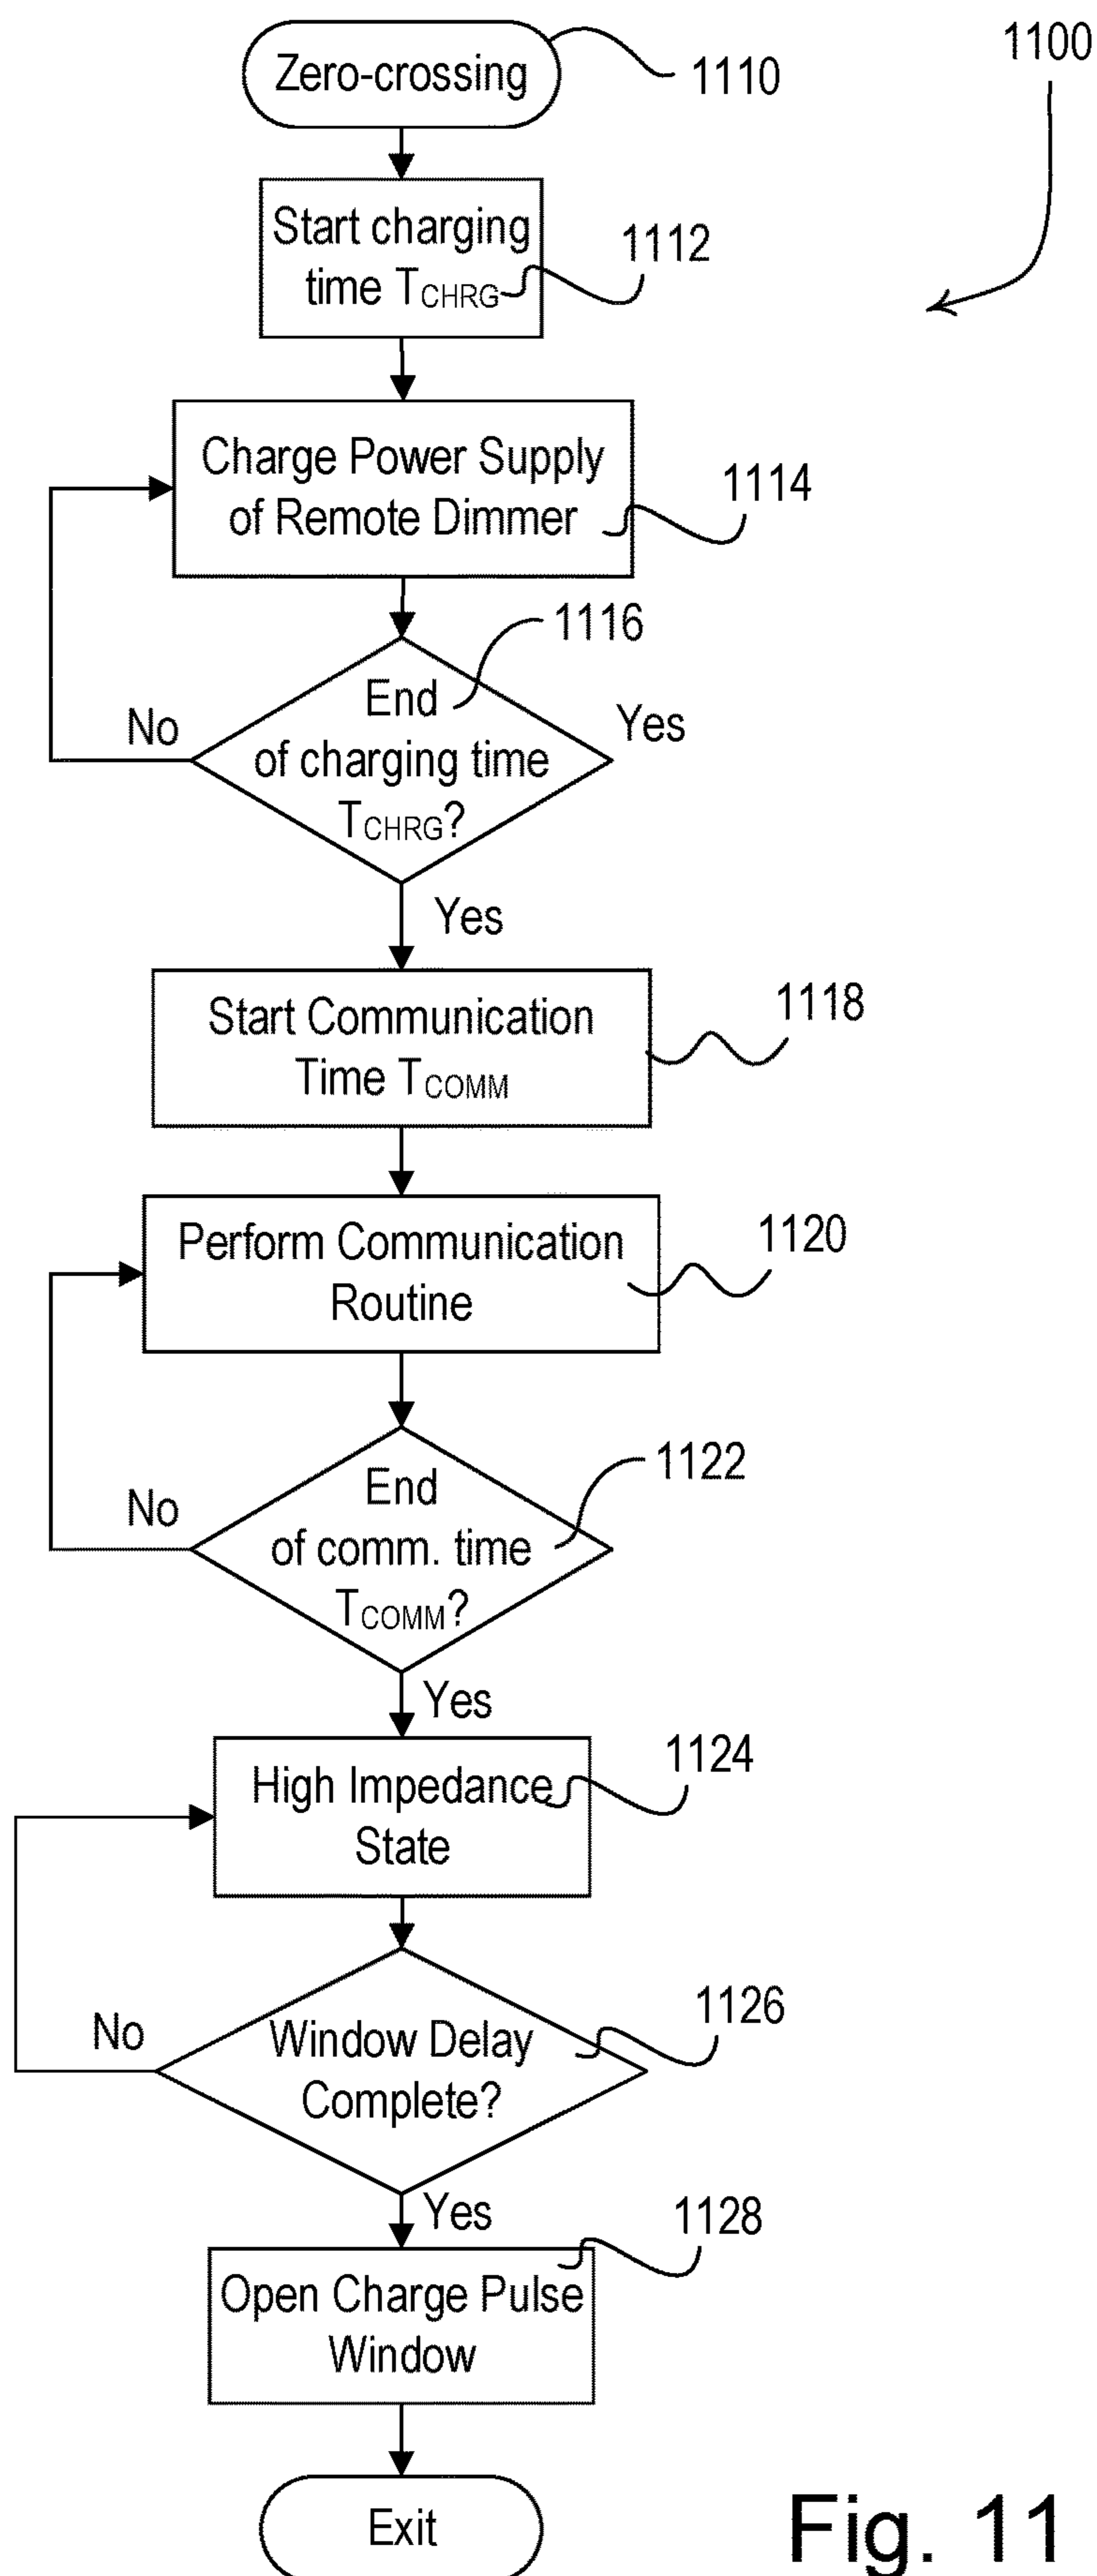 1100
Zero-crossing
1110
Start charging
time TCHRG
1112
Charge Power Supply
of Remote Dimmer
1114
1116
End
of charging time
TCHRG?
No
Yes
Yes
Start Communication
Time TCOMM
1118
Perform Communication
Routine
1120
End
of comm. time
TCOMM?
1122
No
Yes
High Impedance
State
1124
Window Delay
Complete?
1126
No
Yes
Open Charge Pulse
Window
1128
Exit
Fig. 11